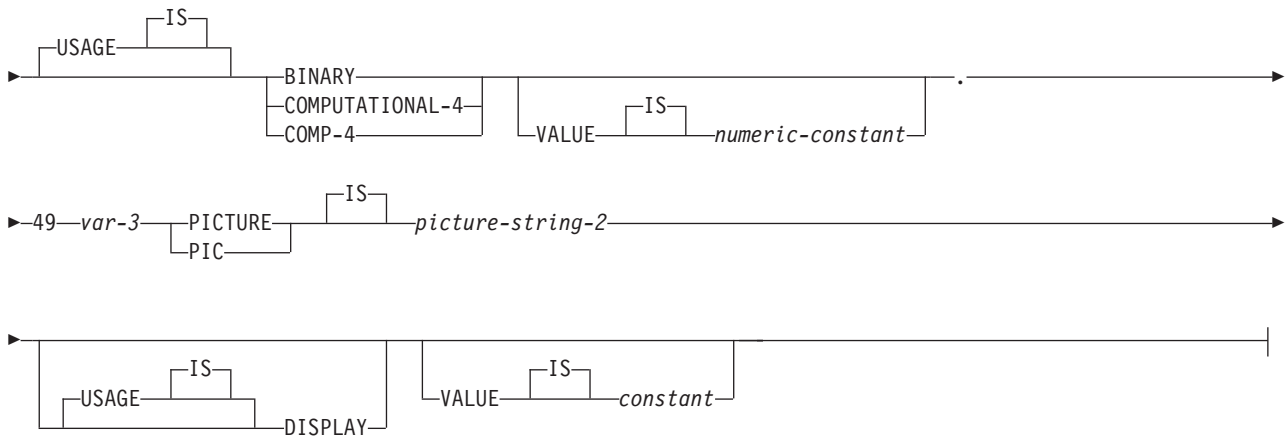 IS
USAGE
BINARY .
COMPUTATIONAL-4 IS
COMP-4 VALUE numeric-constant
IS
49 var-3 PICTURE picture-string-2
PIC
IS IS
USAGE VALUE constant
DISPLAY